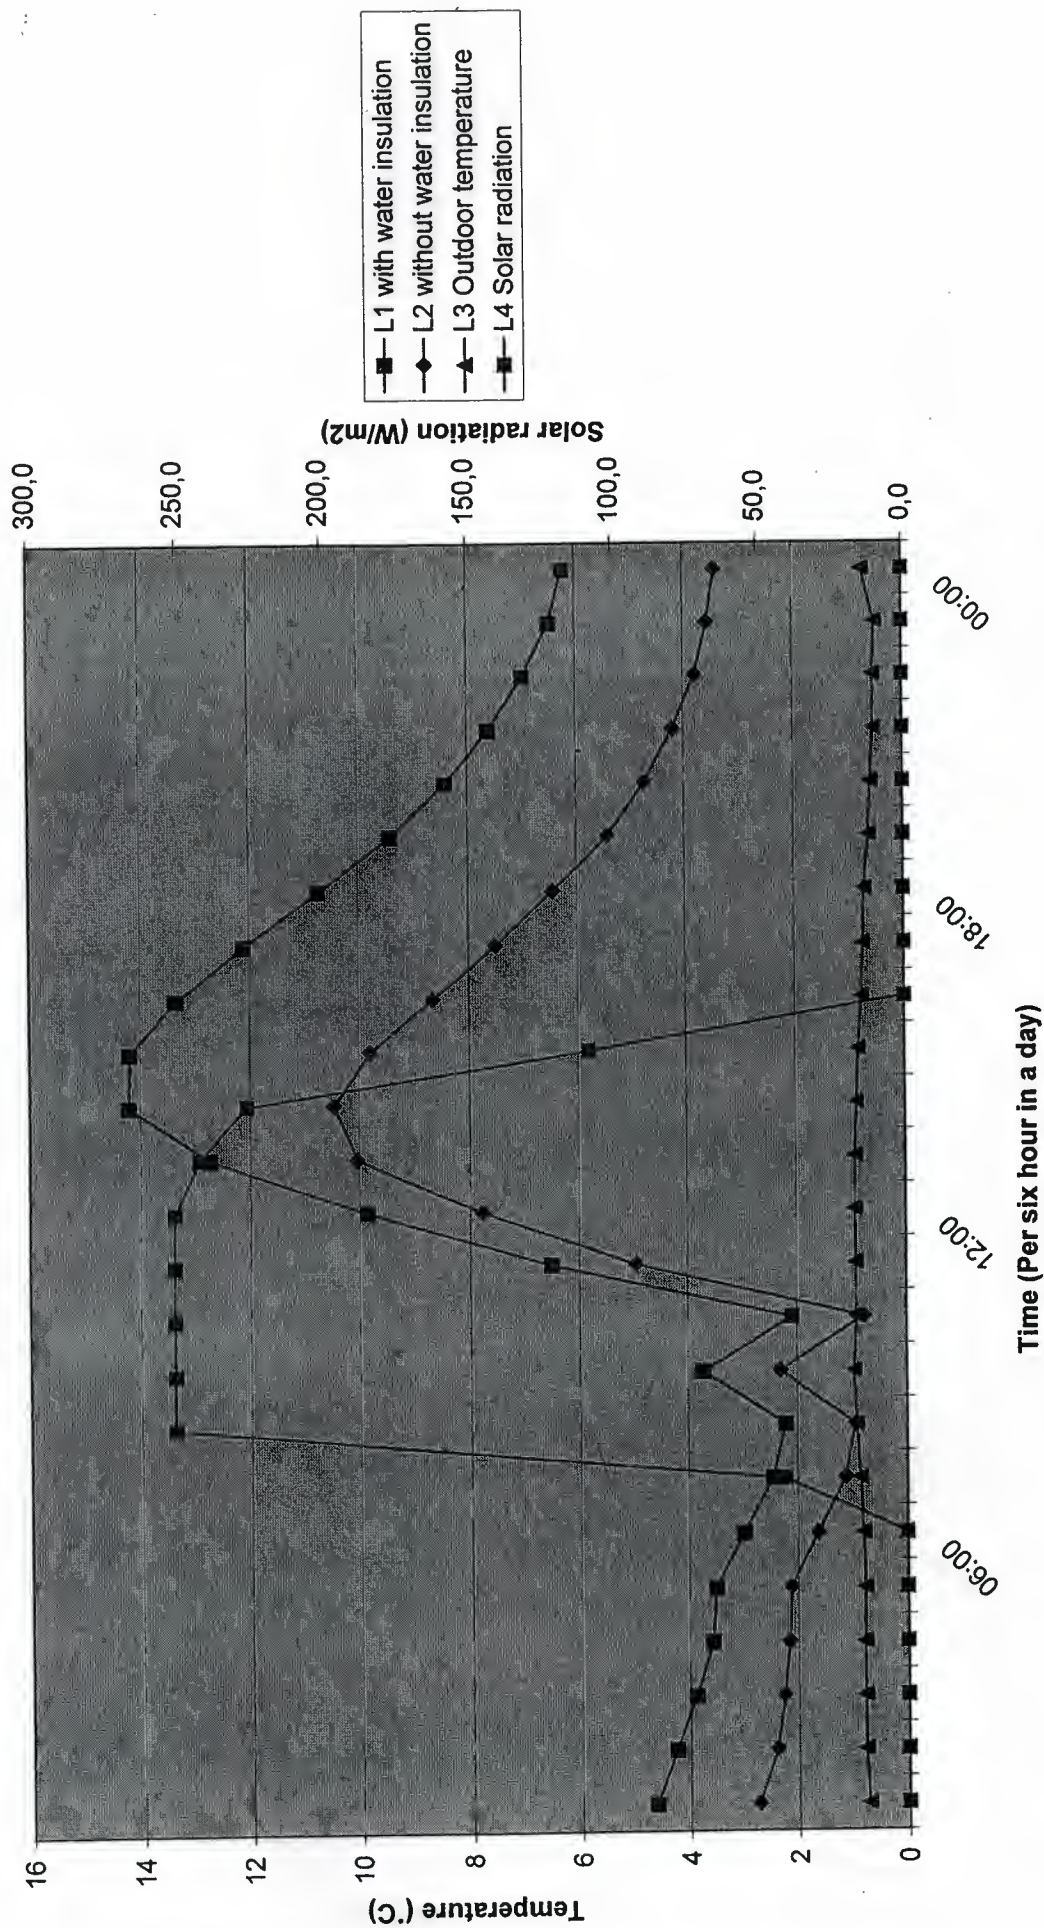 16
14
12
10
8
6
4
2
0
Temperature (°C)
300,0
250,0
200,0
150,0
100,0
50,0
0,0
Solar radiation (W/m2)
06:00
12:00
18:00
00:00
Time (Per six hour in a day)
L1 with water insulation
L2 without water insulation
L3 Outdoor temperature
L4 Solar radiation